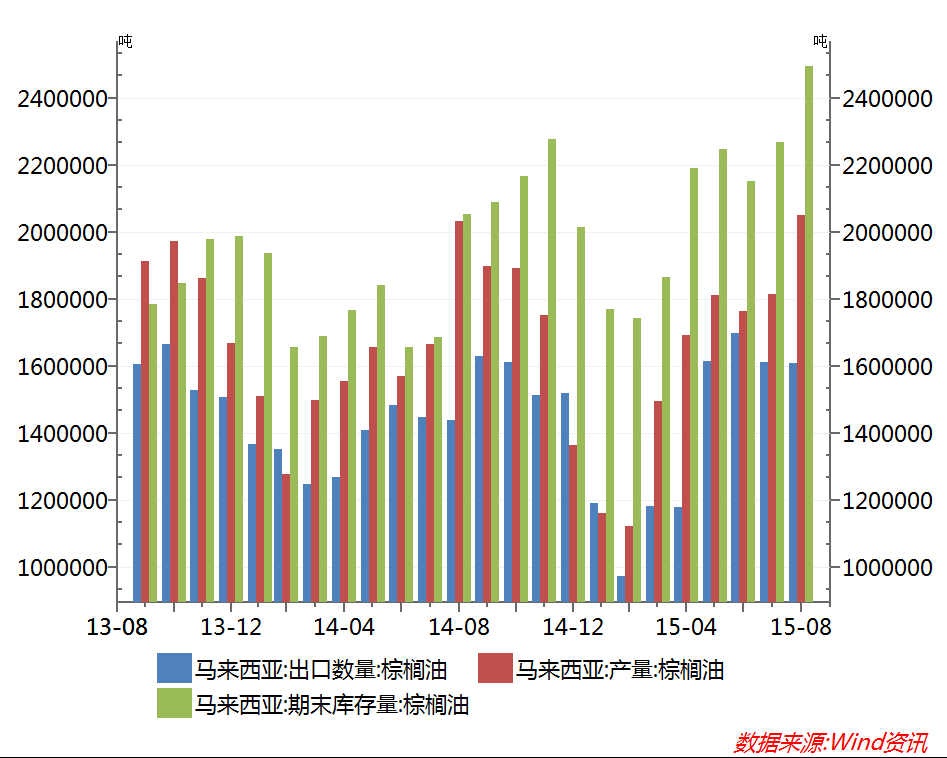 吨 吨
2400000 2400000
2200000 2200000
2000000 2000000
1800000 1800000
1600000 1600000
1400000 1400000
1200000 1200000
1000000 1000000
13-08 13-12 14-04 14-08 14-12 15-04 15-08
马来西亚:出口数量:棕榈油 马来西亚:产量:棕榈油
马来西亚:期末库存量:棕榈油
数据来源:Wind资讯